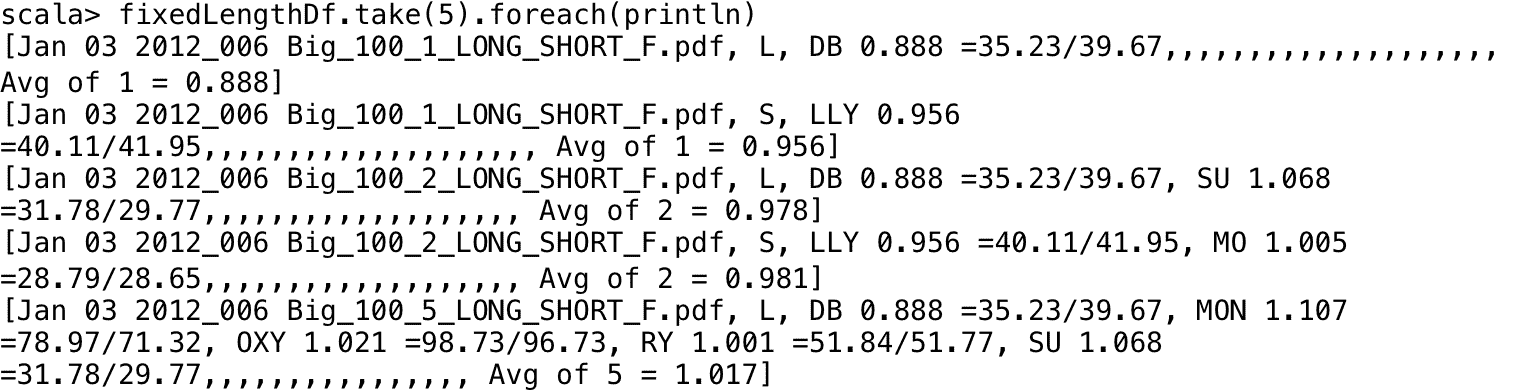 scala> fixedLengthDf.take(5).foreach(println)
[Jan 03 2012_006 Big_100_1_LONG_SHORT_F.pdf, L, DB 0.888 =35.23/39.67,,,,,,,,,,,,,,,,,,,,
Avg of 1 = 0.888]
[Jan 03 2012_006 Big_100_1_LONG_SHORT_F.pdf, S, LLY 0.956
=40.11/41.95,,,,,,,,,,,,,,,,,,,, Avg of 1 = 0.956]
[Jan 03 2012_006 Big_100_2_LONG_SHORT_F.pdf, L, DB 0.888 =35.23/39.67, SU 1.068
=31.78/29.77,,,,,,,,,,,,,,,,,,, Avg of 2 = 0.978]
[Jan 03 2012_006 Big_100_2_LONG_SHORT_F.pdf, S, LLY 0.956 =40.11/41.95, MO 1.005
=28.79/28.65,,,,,,,,,,,,,,,,,,, Avg of 2 = 0.981]
[Jan 03 2012_006 Big_100_5_LONG_SHORT_F.pdf, L, DB 0.888 =35.23/39.67, MON 1.107
=78.97/71.32, OXY 1.021 =98.73/96.73, RY 1.001 =51.84/51.77, SU 1.068
=31.78/29.77,,,,,,,,,,,,,,,, Avg of 5 = 1.017]